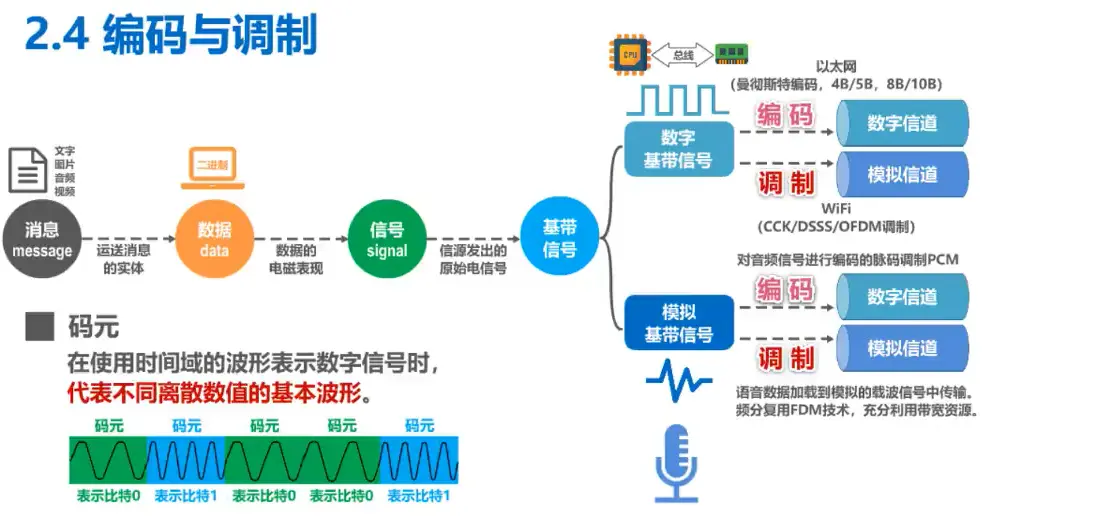 2.4 编码与调制
文字
图片
音频
视频
消息
message
运送消息
的实体
二进制
数据
data
数据的
电磁表现
信号
signal
信源发出的
原始电信号
基带
信号
CPU
总线
以太网
(曼彻斯特编码，4B/5B，8B/10B)
数字
基带信号
编码
数字信道
调制
模拟信道
WiFi
(CCK/DSSS/OFDM调制)
对音频信号进行编码的脉码调制PCM
模拟
基带信号
编码
数字信道
调制
模拟信道
语音数据加载到模拟的载波信号中传输。
频分复用FDM技术，充分利用带宽资源。
码元
在使用时间域的波形表示数字信号时，
代表不同离散数值的基本波形。
码元 码元 码元 码元 码元
表示比特0 表示比特1 表示比特0 表示比特0 表示比特1